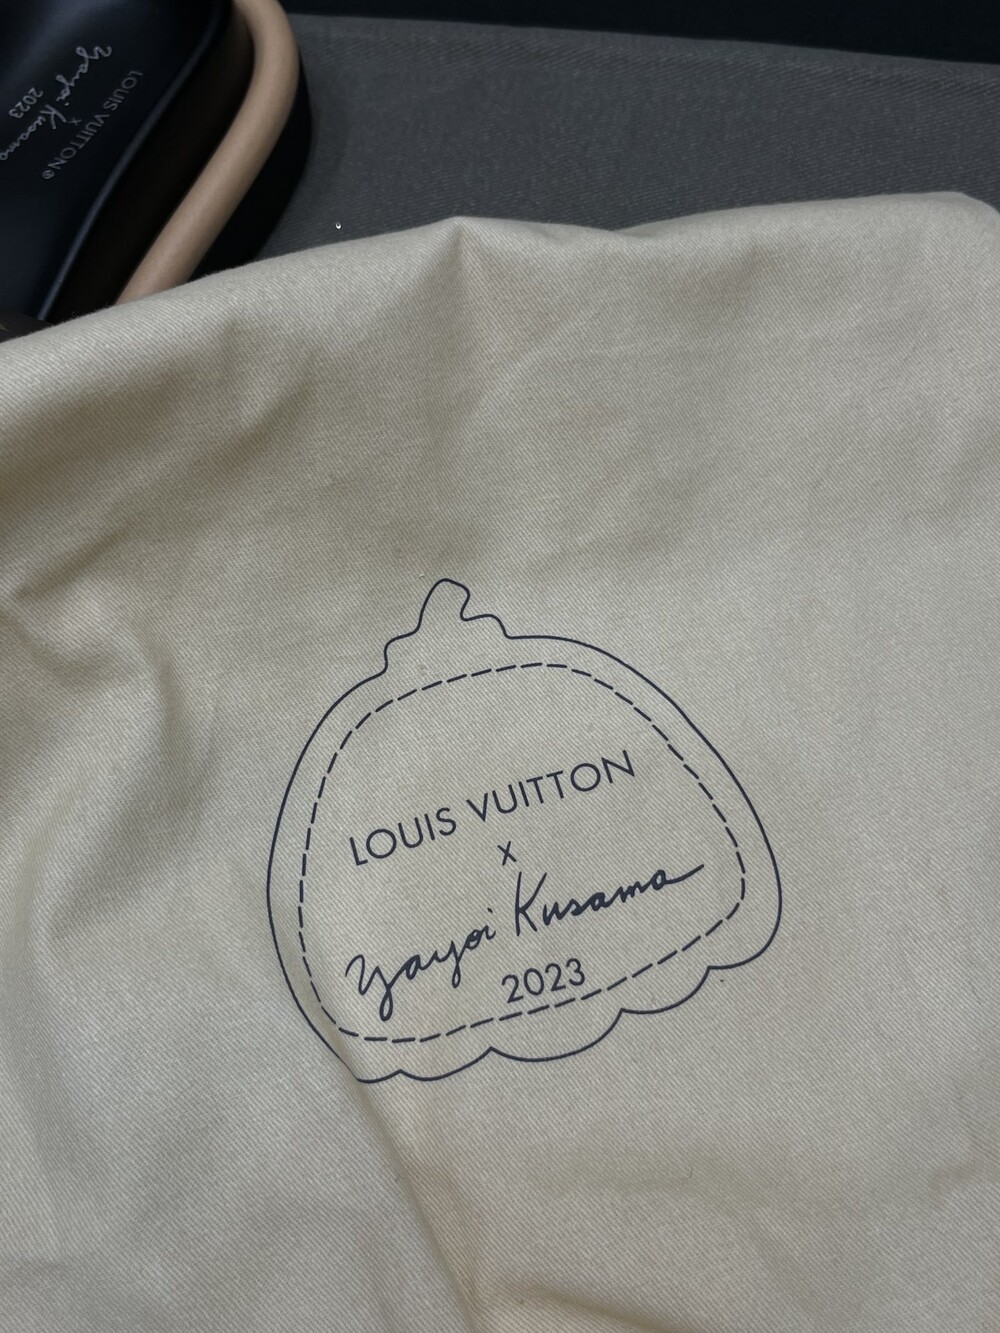 LOUIS VUITTON®
x
Yayoi Kusama
2023
LOUIS VUITTON
x
Yayoi Kusama
2023